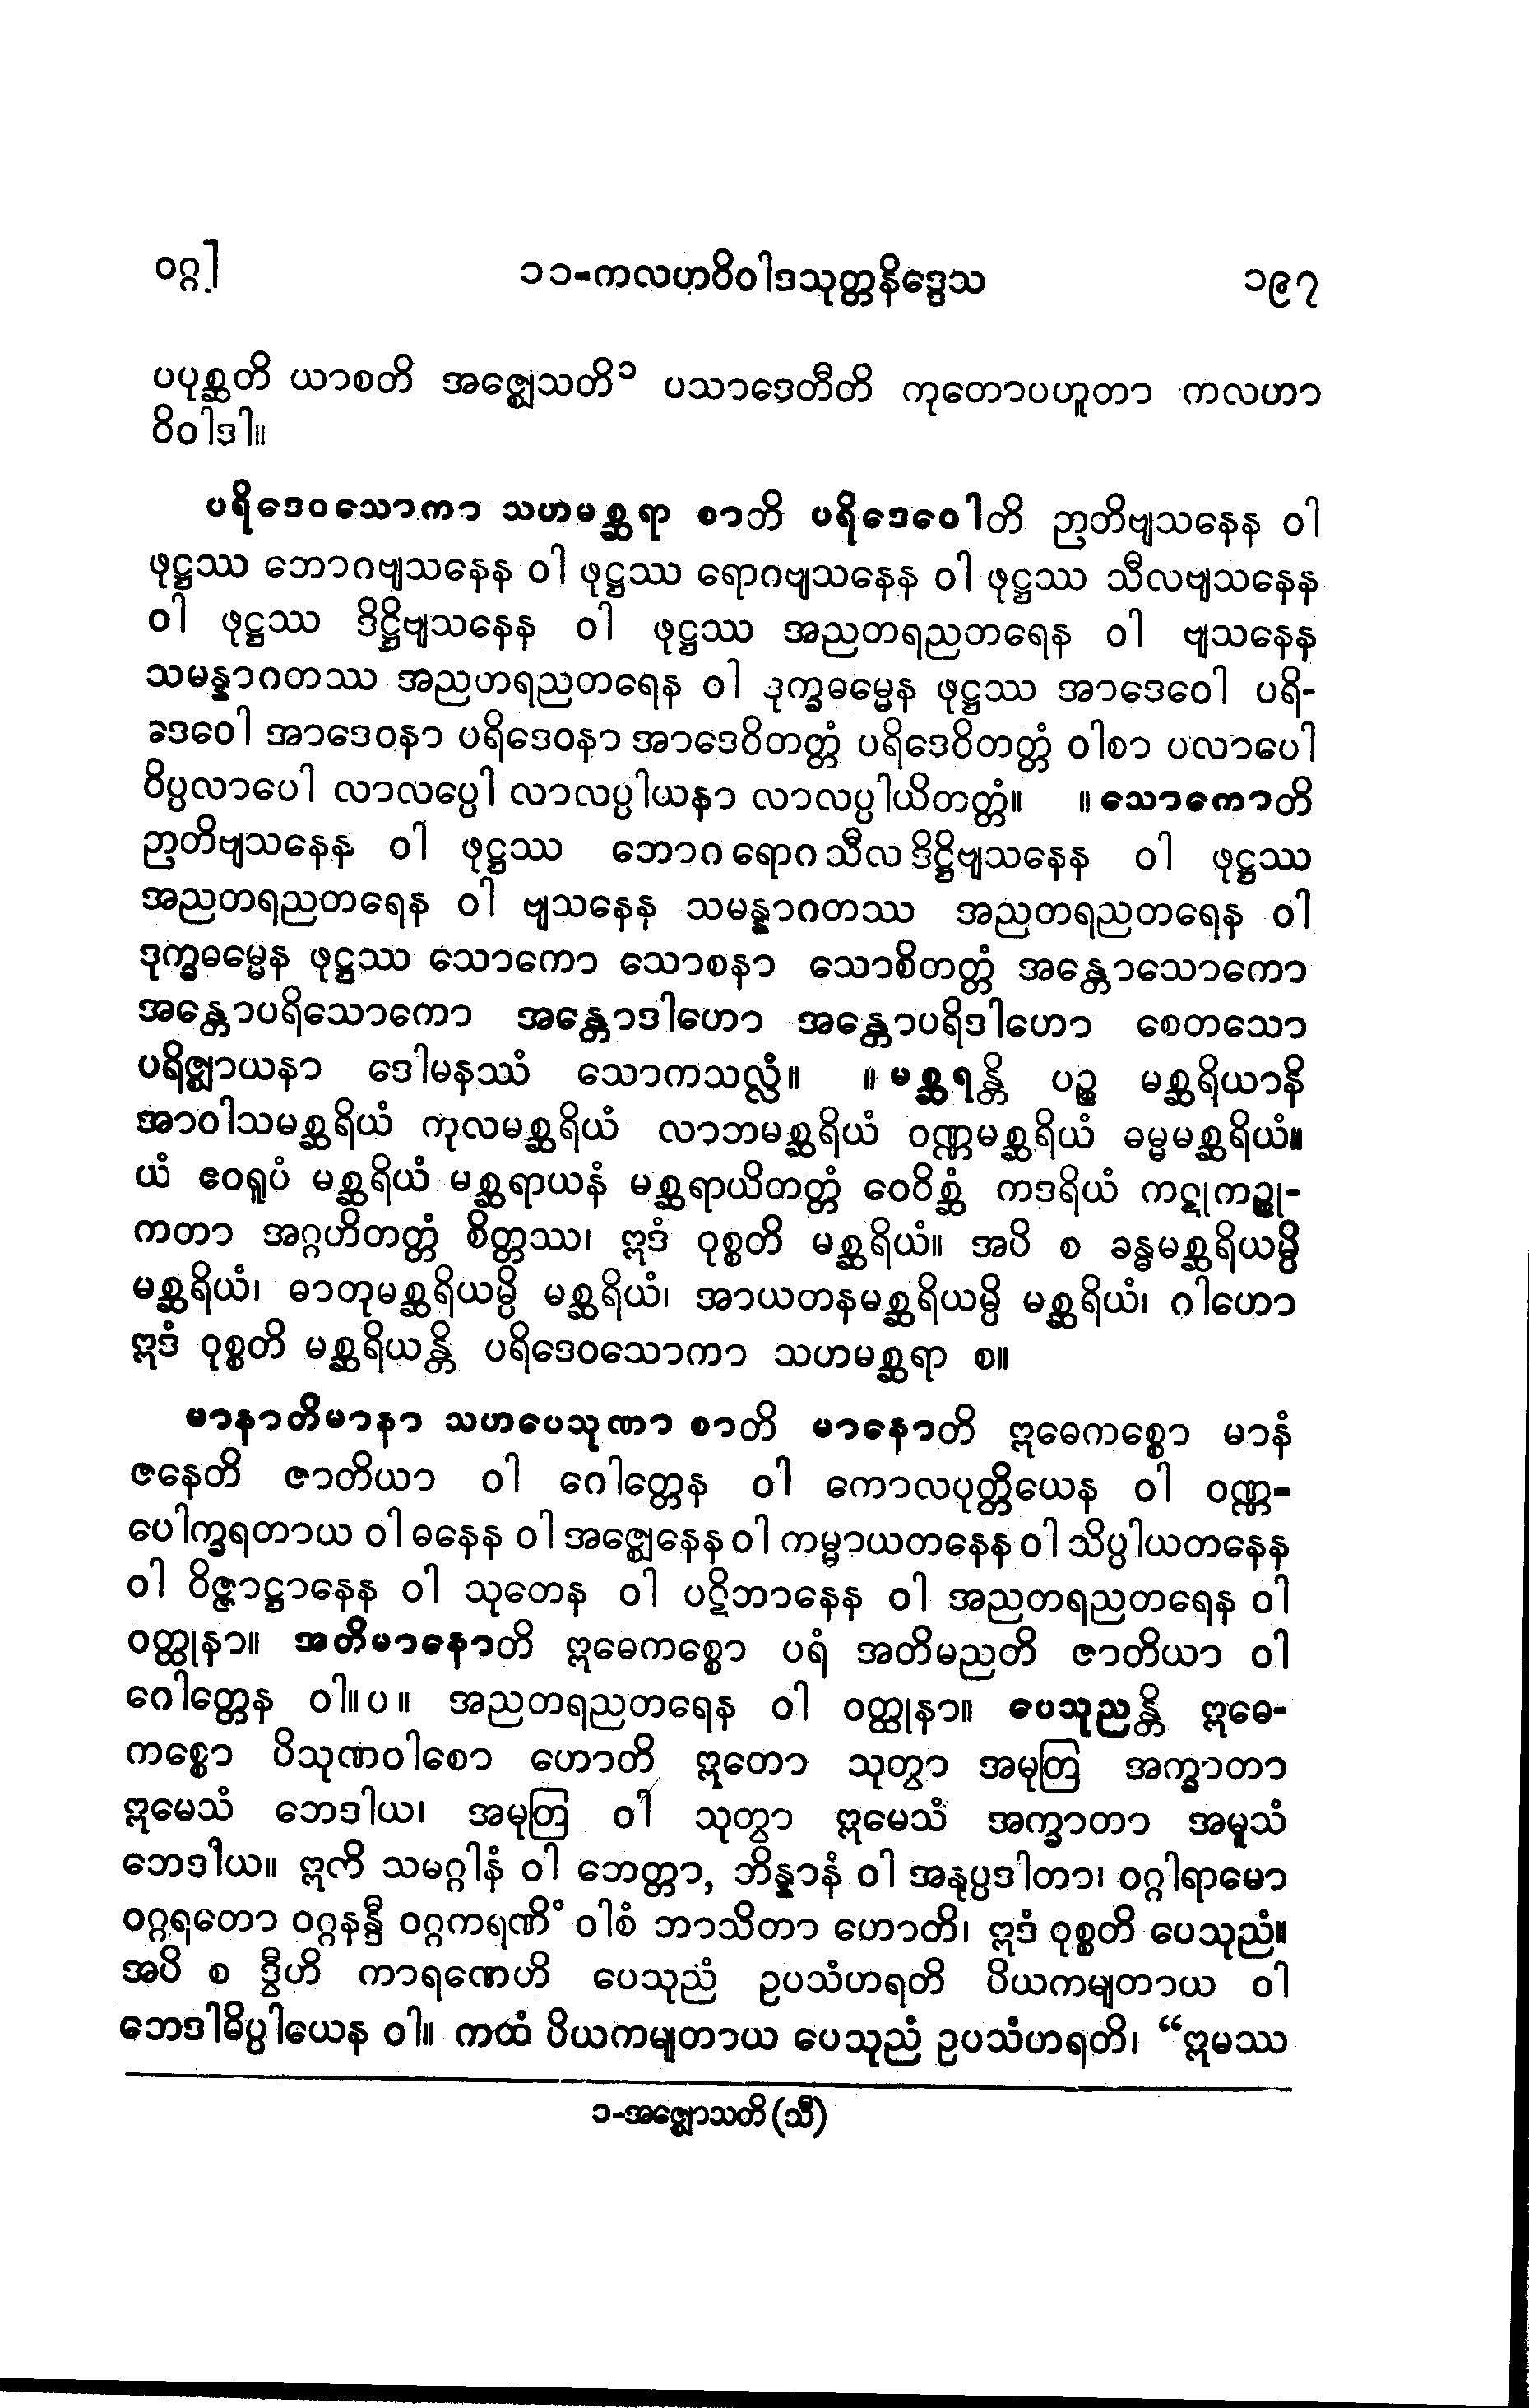 ဝဂ္ဂ]
၁၁-ကလဟဝိဝါဒသုတ္တနိဒ္ဒေသ
၁၉၇
ပပုစ္ဆတိ ယာစတိ အဇ္ဈေသတိ၁ ပသာဒေတီတိ ကုတောပဟူတာ ကလဟာ
ဝိဝါဒါ။
ပရိဒေဝသောကာ သဟမစ္ဆရာ စာတိ ပရိဒေဝေါတိ ဉာတိဗျသနေန ဝါ
ဖုဋ္ဌဿ ဘောဂဗျသနေန ဝါ ဖုဋ္ဌဿ ရောဂဗျသနေန ဝါ ဖုဋ္ဌဿ သီလဗျသနေန
ဝါ ဖုဋ္ဌဿ ဒိဋ္ဌိဗျသနေန ဝါ ဖုဋ္ဌဿ အညတရညတရေန ဝါ ဗျသနေန
သမန္နာဂတဿ အညတရညတရေန ဝါ ဒုက္ခဓမ္မေန ဖုဋ္ဌဿ အာဒေဝေါ ပရိ-
ဒေဝေါ အာဒေဝနာ ပရိဒေဝနာ အာဒေဝိတတ္တံ ပရိဒေဝိတတ္တံ ဝါစာ ပလာပေါ
ဝိပ္ပလာပေါ လာလပ္ပေါ လာလပ္ပါယနာ လာလပ္ပါယိတတ္တံ။ ။ သောကောတိ
ဉာတိဗျသနေန ဝါ ဖုဋ္ဌဿ ဘောဂ ရောဂ သီလ ဒိဋ္ဌိဗျသနေန ဝါ ဖုဋ္ဌဿ
အညတရညတရေန ဝါ ဗျသနေန သမန္နာဂတဿ အညတရညတရေန ဝါ
ဒုက္ခဓမ္မေန ဖုဋ္ဌဿ သောကော သောစနာ သောစိတတ္တံ အန္တောသောကော
အန္တောပရိသောကော အန္တောဒါဟော အန္တောပရိဒါဟော စေတသော
ပရိဇ္ဈာယနာ ဒေါမနဿံ သောကသလ္လံ။ ။ မစ္ဆရန္တိ ပဉ္စ မစ္ဆရိယာနိ
အာဝါသမစ္ဆရိယံ ကုလမစ္ဆရိယံ လာဘမစ္ဆရိယံ ဝဏ္ဏမစ္ဆရိယံ ဓမ္မမစ္ဆရိယံ။
ယံ ဧဝရူပံ မစ္ဆရိယံ မစ္ဆရာယနံ မစ္ဆရာယိတတ္တံ ဝေဝိစ္ဆံ ကဒရိယံ ကဋုကဉ္စု-
ကတာ အဂ္ဂဟိတတ္တံ စိတ္တဿ၊ ဣဒံ ဝုစ္စတိ မစ္ဆရိယံ။ အပိ စ ခန္ဓမစ္ဆရိယမ္ပိ
မစ္ဆရိယံ၊ ဓာတုမစ္ဆရိယမ္ပိ မစ္ဆရိယံ၊ အာယတနမစ္ဆရိယမ္ပိ မစ္ဆရိယံ၊ ဂါဟော
ဣဒံ ဝုစ္စတိ မစ္ဆရိယန္တိ ပရိဒေဝသောကာ သဟမစ္ဆရာ စ။
မာနာတိမာနာ သဟပေသုဏာ စာတိ မာနောတိ ဣဓေကစ္စော မာနံ
ဇနေတိ ဇာတိယာ ဝါ ဂေါတ္တေန ဝါ ကောလပုတ္တိယေန ဝါ ဝဏ္ဏ-
ပေါက္ခရတာယ ဝါ ဓနေန ဝါ အဇ္ဈေနေန ဝါ ကမ္မာယတနေန ဝါ သိပ္ပါယတနေန
ဝါ ဝိဇ္ဇာဋ္ဌာနေန ဝါ သုတေန ဝါ ပဋိဘာနေန ဝါ အညတရညတရေန ဝါ
ဝတ္ထုနာ။ အတိမာနောတိ ဣဓေကစ္စော ပရံ အတိမညတိ ဇာတိယာ ဝါ
ဂေါတ္တေန ဝါ။ ပ ။ အညတရညတရေန ဝါ ဝတ္ထုနာ။ ပေသုညန္တိ ဣဓေ-
ကစ္စော ပိသုဏဝါစော ဟောတိ ဣတော သုတွာ အမုတြ အက္ခာတာ
ဣမေသံ ဘေဒါယ၊ အမုတြ ဝါ သုတွာ ဣမေသံ အက္ခာတာ အမူသံ
ဘေဒါယ။ ဣတိ သမဂ္ဂါနံ ဝါ ဘေတ္တာ, ဘိန္နာနံ ဝါ အနုပ္ပဒါတာ၊ ဝဂ္ဂါရာမော
ဝဂ္ဂရတော ဝဂ္ဂနန္ဒီ ဝဂ္ဂကရဏိံ ဝါစံ ဘာသိတာ ဟောတိ၊ ဣဒံ ဝုစ္စတိ ပေသုညံ။
အပိ စ ဒွီဟိ ကာရဏေဟိ ပေသုညံ ဥပသံဟရတိ ပိယကမျတာယ ဝါ
ဘေဒါဓိပ္ပါယေန ဝါ။ ကထံ ပိယကမျတာယ ပေသုညံ ဥပသံဟရတိ၊ “ဣမဿ
၁-အဇ္ဈောသတိ (သီ)